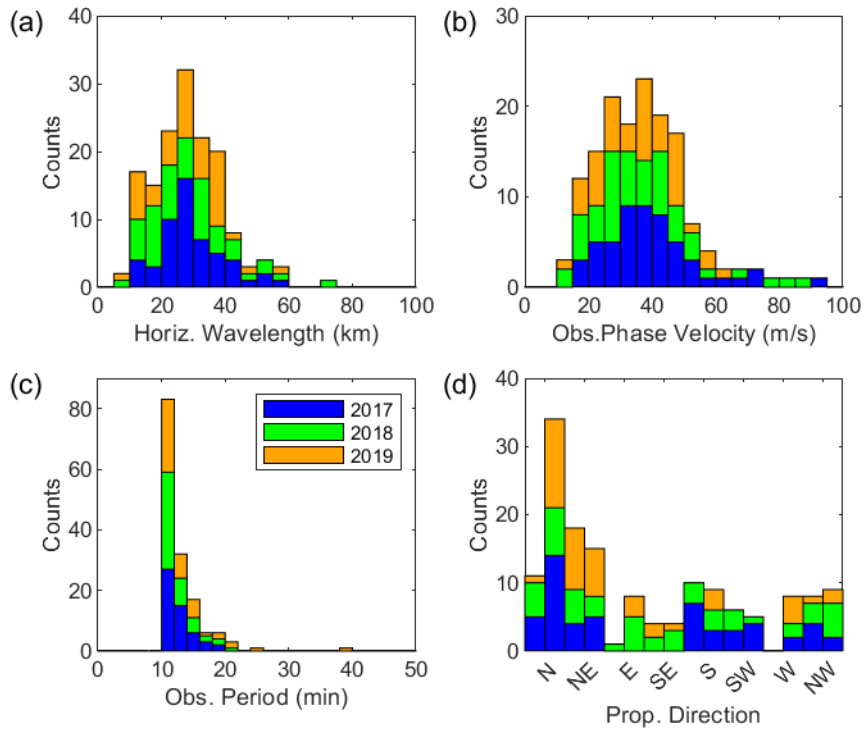 (a)
40
30
20
10
0
Counts
0 20 40 60 80 100
Horiz. Wavelength (km)
(b)
30
20
10
0
Counts
0 20 40 60 80 100
Obs.Phase Velocity (m/s)
(c)
80
60
40
20
0
Counts
0 10 20 30 40 50
Obs. Period (min)
2017
2018
2019
(d)
40
30
20
10
0
Counts
N NE E SE S SW W NW
Prop. Direction